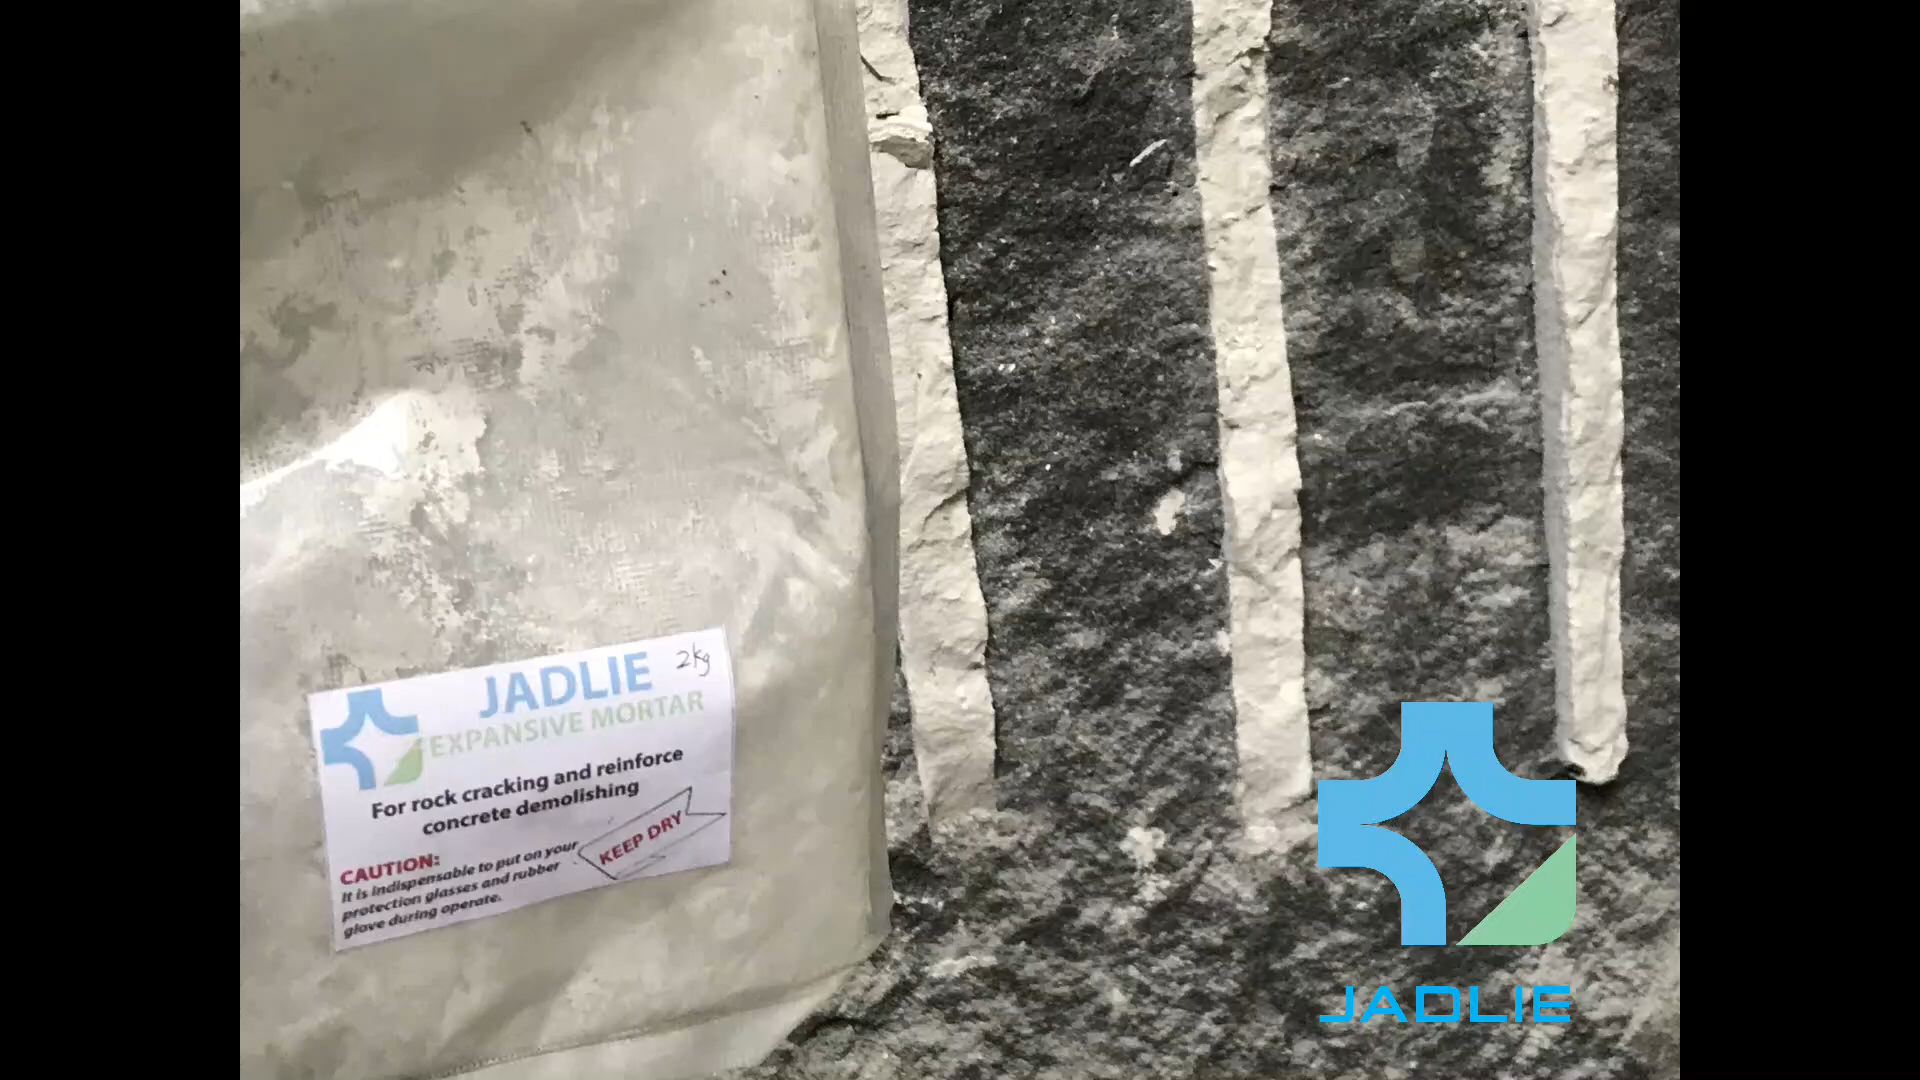 JADLIE
2kg
EXPANSIVE MORTAR
For rock cracking and reinforce
concrete demolishing
KEEP DRY
CAUTION:
It is indispensable to put on your
protection glasses and rubber
glove during operate.
JADLIE